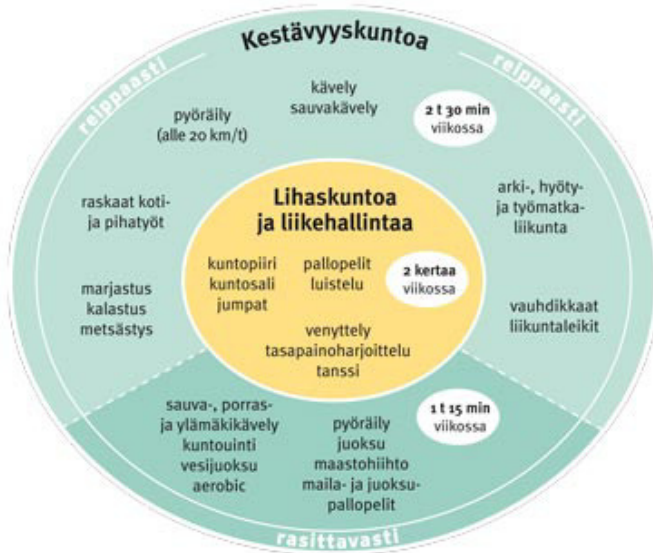 Kestävyyskuntoa
reippaasti
reippaasti
kävely
sauvakävely
pyöräily
(alle 20 km/t)
2 t 30 min
viikossa
raskaat koti-
ja pihatyöt
arki-, hyöty-
ja työmatka-
liikunta
marjastus
kalastus
metsästys
vauhdikkaat
liikuntaleikit
Lihaskuntoa
ja liikehallintaa
kuntopiiri
kuntosali
jumpat
pallopelit
luistelu
2 kertaa
viikossa
venyttely
tasapainoharjoittelu
tanssi
sauva-, porras-
ja ylämäkikävely
kuntouinti
vesijuoksu
aerobic
pyöräily
juoksu
maastohiihto
maila- ja juoksu-
pallopelit
1 t 15 min
viikossa
rasittavasti